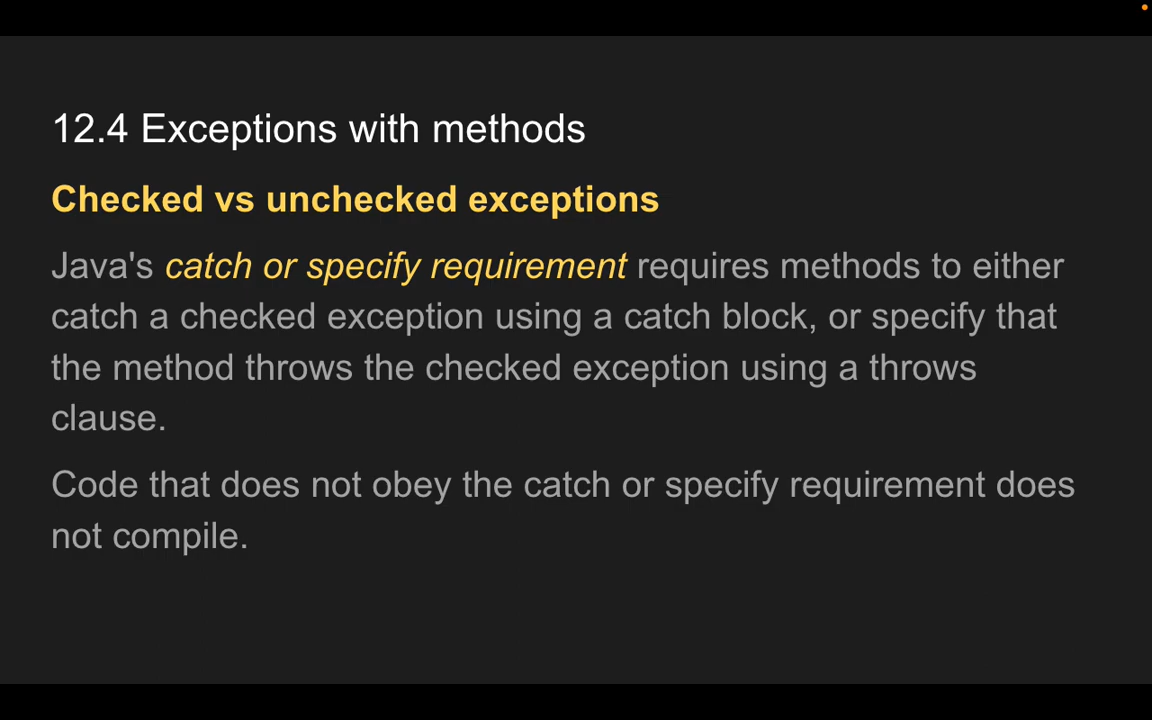 12.4 Exceptions with methods
Checked vs unchecked exceptions
Java's catch or specify requirement requires methods to either
catch a checked exception using a catch block, or specify that
the method throws the checked exception using a throws
clause.
Code that does not obey the catch or specify requirement does
not compile.